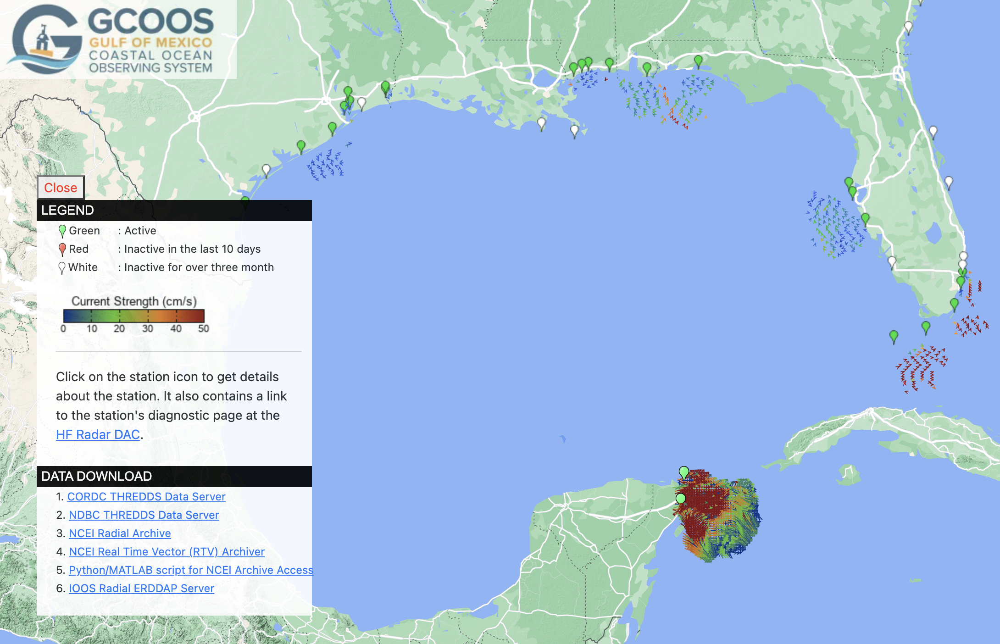 GCOOS
GULF OF MEXICO
COASTAL OCEAN
OBSERVING SYSTEM
Close
LEGEND
Green : Active
Red : Inactive in the last 10 days
White : Inactive for over three month
Current Strength (cm/s)
0 10 20 30 40 50
Click on the station icon to get details
about the station. It also contains a link
to the station's diagnostic page at the
HF Radar DAC.
DATA DOWNLOAD
1. CORDC THREDDS Data Server
2. NDBC THREDDS Data Server
3. NCEI Radial Archive
4. NCEI Real Time Vector (RTV) Archiver
5. Python/MATLAB script for NCEI Archive Access
6. IOOS Radial ERDDAP Server